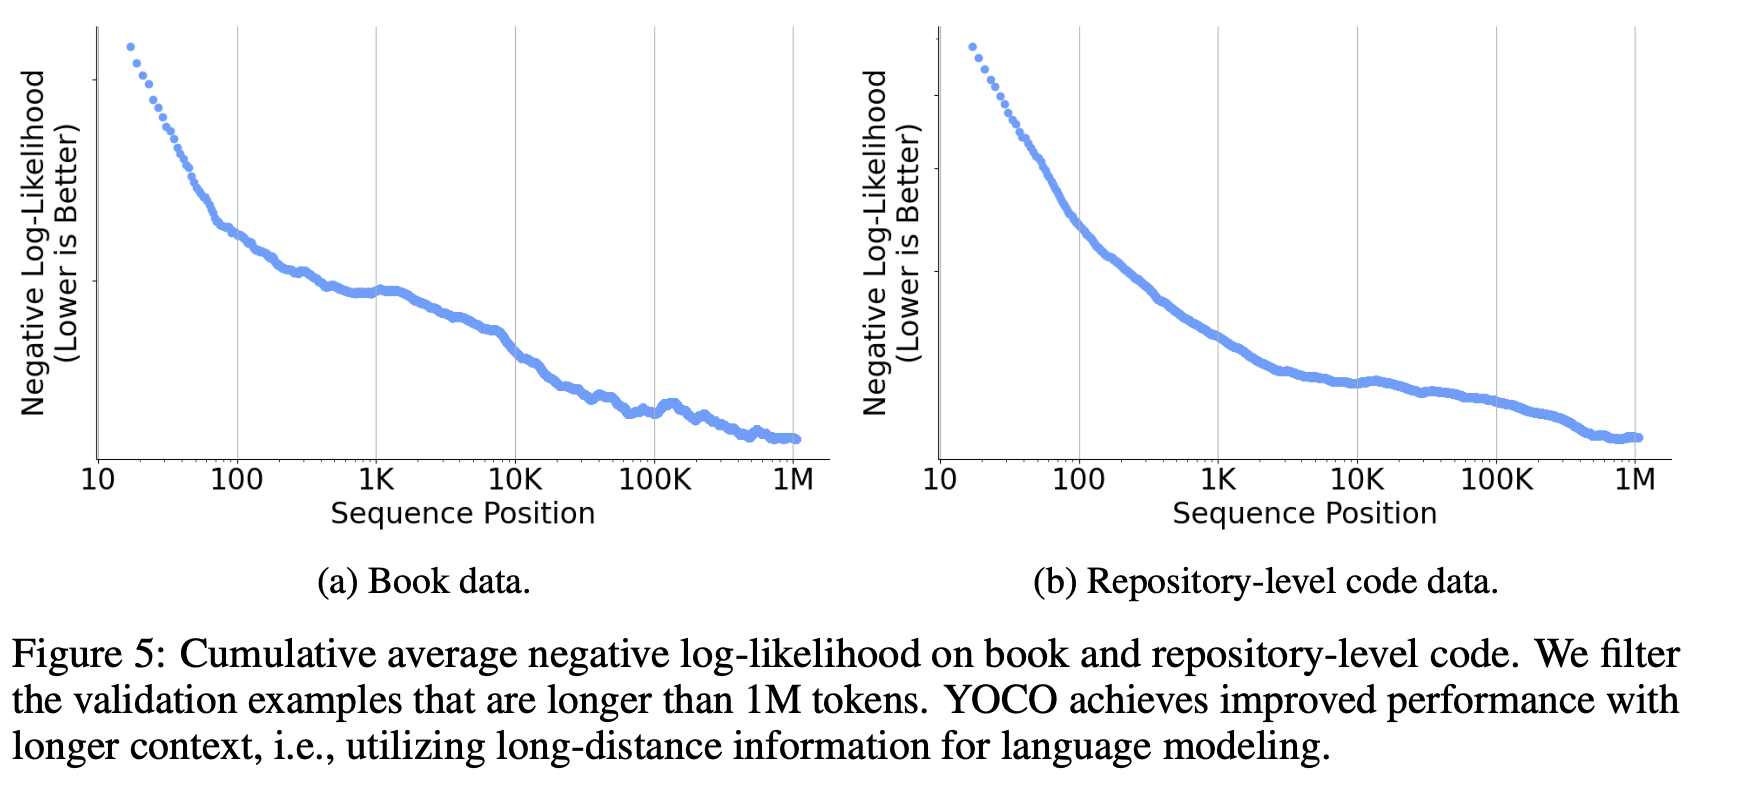 Negative Log-Likelihood
(Lower is Better)
10 100 1K 10K 100K 1M
Sequence Position
(a) Book data.
Negative Log-Likelihood
(Lower is Better)
10 100 1K 10K 100K 1M
Sequence Position
(b) Repository-level code data.
Figure 5: Cumulative average negative log-likelihood on book and repository-level code. We filter
the validation examples that are longer than 1M tokens. YOCO achieves improved performance with
longer context, i.e., utilizing long-distance information for language modeling.